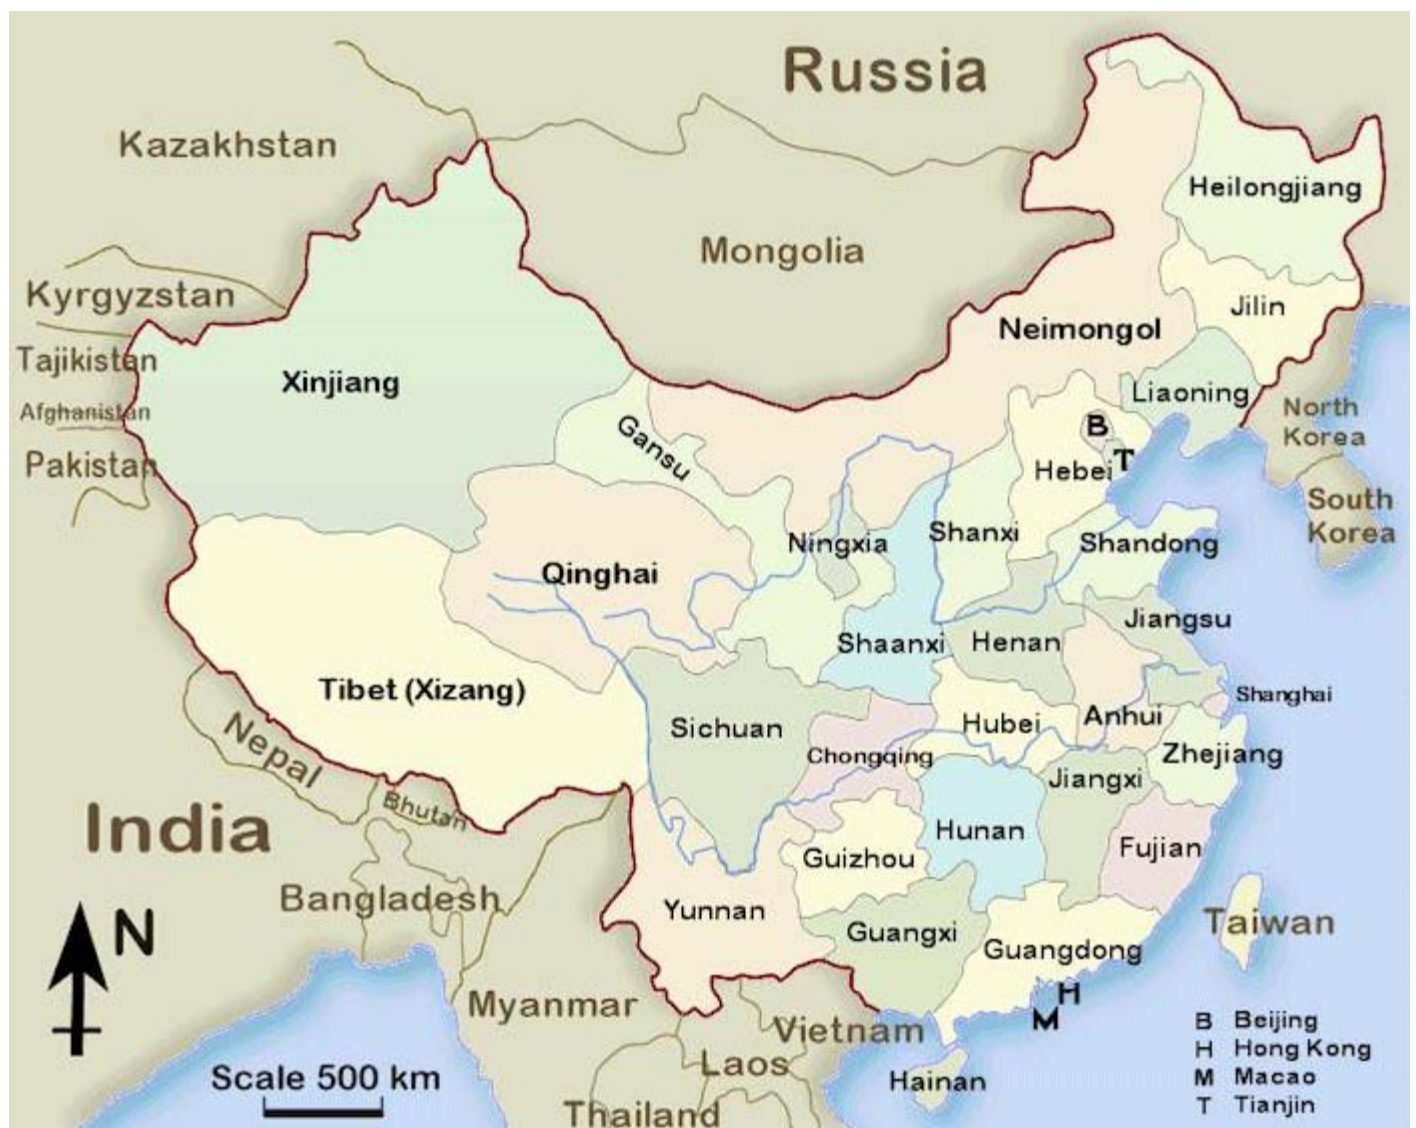 Russia
Kazakhstan
Heilongjiang
Mongolia
Kyrgyzstan
Jilin
Neimongol
Tajikistan
Xinjiang
Liaoning
Afghanistan
North
Korea
B
Gansu
Pakistan
Hebei
T
South
Korea
Shanxi
Ningxia
Shandong
Qinghai
Jiangsu
Shaanxi
Henan
Tibet (Xizang)
Shanghai
Sichuan
Hubei
Anhui
Nepal
Chongqing
Zhejiang
Jiangxi
Bhutan
India
Hunan
Fujian
Guizhou
Bangladesh
Yunnan
Taiwan
N
Guangxi
Guangdong
H
Myanmar
M
Vietnam
Laos
Scale 500 km
Hainan
Thailand
B Beijing
H Hong Kong
M Macao
T Tianjin